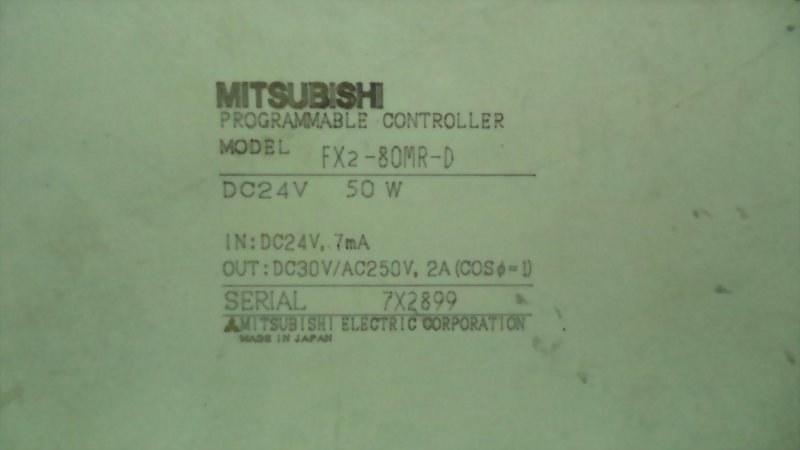 MITSUBISHI
PROGRAMMABLE CONTROLLER
MODEL FX2-80MR-D
DC24V 50 W
IN:DC24V, 7mA
OUT:DC30V/AC250V, 2A(COSϕ=1)
SERIAL 7X2899
MITSUBISHI ELECTRIC CORPORATION
MADE IN JAPAN